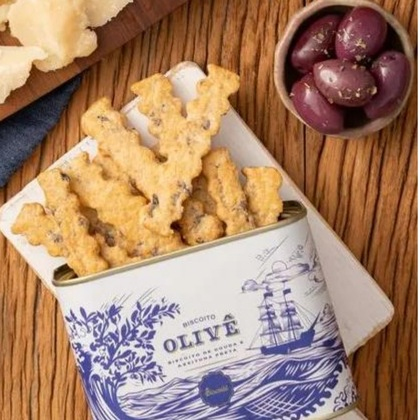 BISCOITO
OLIVÊ
BISCOITO DE GOUDA E
AZEITONA PRETA